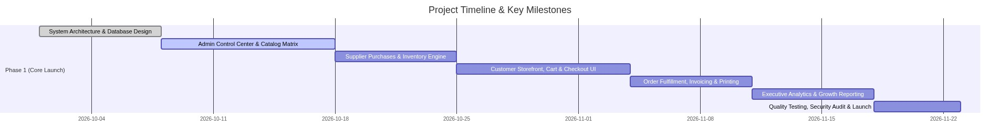 Project Timeline & Key Milestones
System Architecture & Database Design
Admin Control Center & Catalog Matrix
Supplier Purchases & Inventory Engine
Customer Storefront, Cart & Checkout UI
Phase 1 (Core Launch)
Order Fulfillment, Invoicing & Printing
Executive Analytics & Growth Reporting
Quality Testing, Security Audit & Launch
2026-10-04
2026-10-11
2026-10-18
2026-10-25
2026-11-01
2026-11-08
2026-11-15
2026-11-22